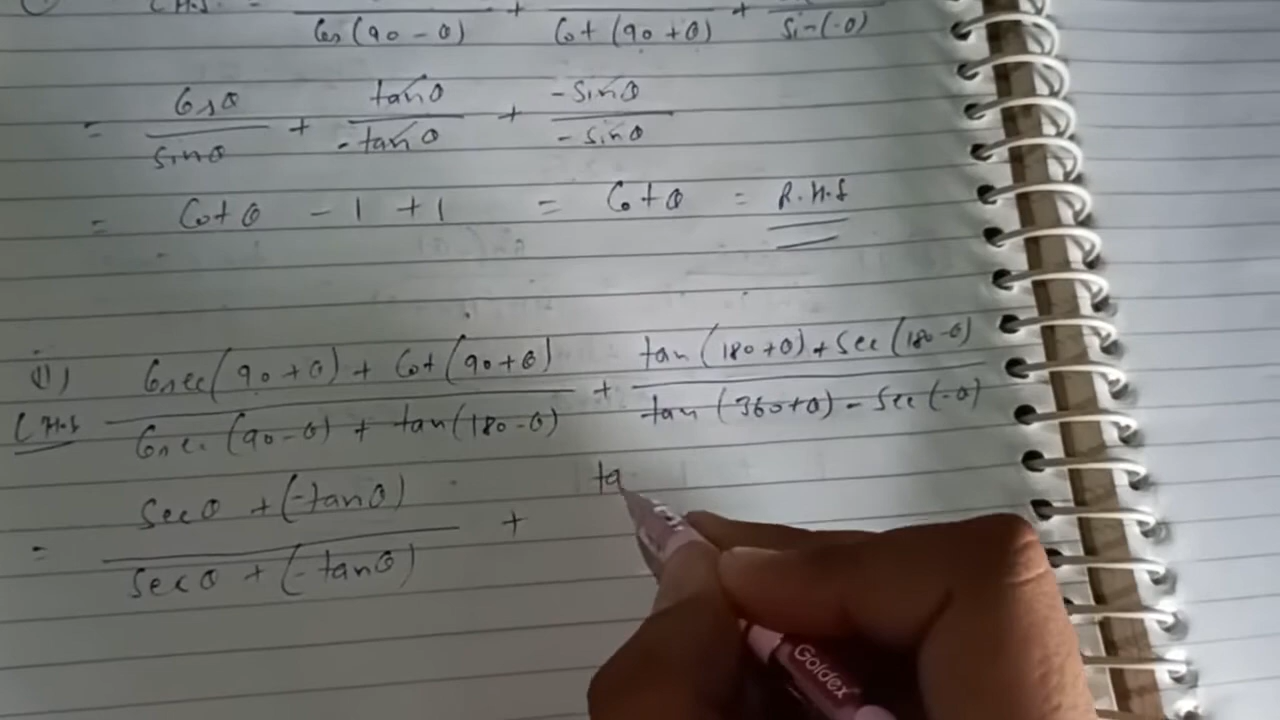 L.H.S =
Cos(90-θ) + Cot(90+θ) + Sin(-θ)
= Cosθ/sinθ + tanθ/-tanθ + -Sinθ/-Sinθ
= Cotθ - 1 + 1 = Cotθ = R.H.S
(ii) Cosec(90+θ) + Cot(90+θ) + tan(180+θ) + Sec(180-θ)
L.H.S Cosec(90-θ) + tan(180-θ) tan(360+θ) - Sec(-θ)
= Secθ + (-tanθ) + ta
Secθ + (-tanθ)
Goldex